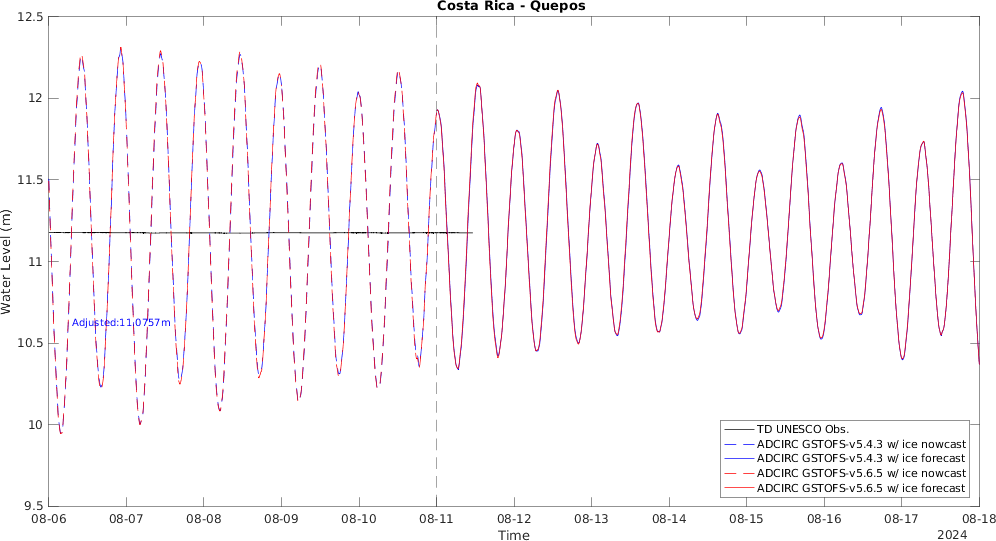 Costa Rica - Quepos
12.5
12
11.5
11
10.5
10
9.5
Water Level (m)
Adjusted:11.0757m
TD UNESCO Obs.
ADCIRC GSTOFS-v5.4.3 w/ ice nowcast
ADCIRC GSTOFS-v5.4.3 w/ ice forecast
ADCIRC GSTOFS-v5.6.5 w/ ice nowcast
ADCIRC GSTOFS-v5.6.5 w/ ice forecast
08-06 08-07 08-08 08-09 08-10 08-11 08-12 08-13 08-14 08-15 08-16 08-17 08-18
Time
2024